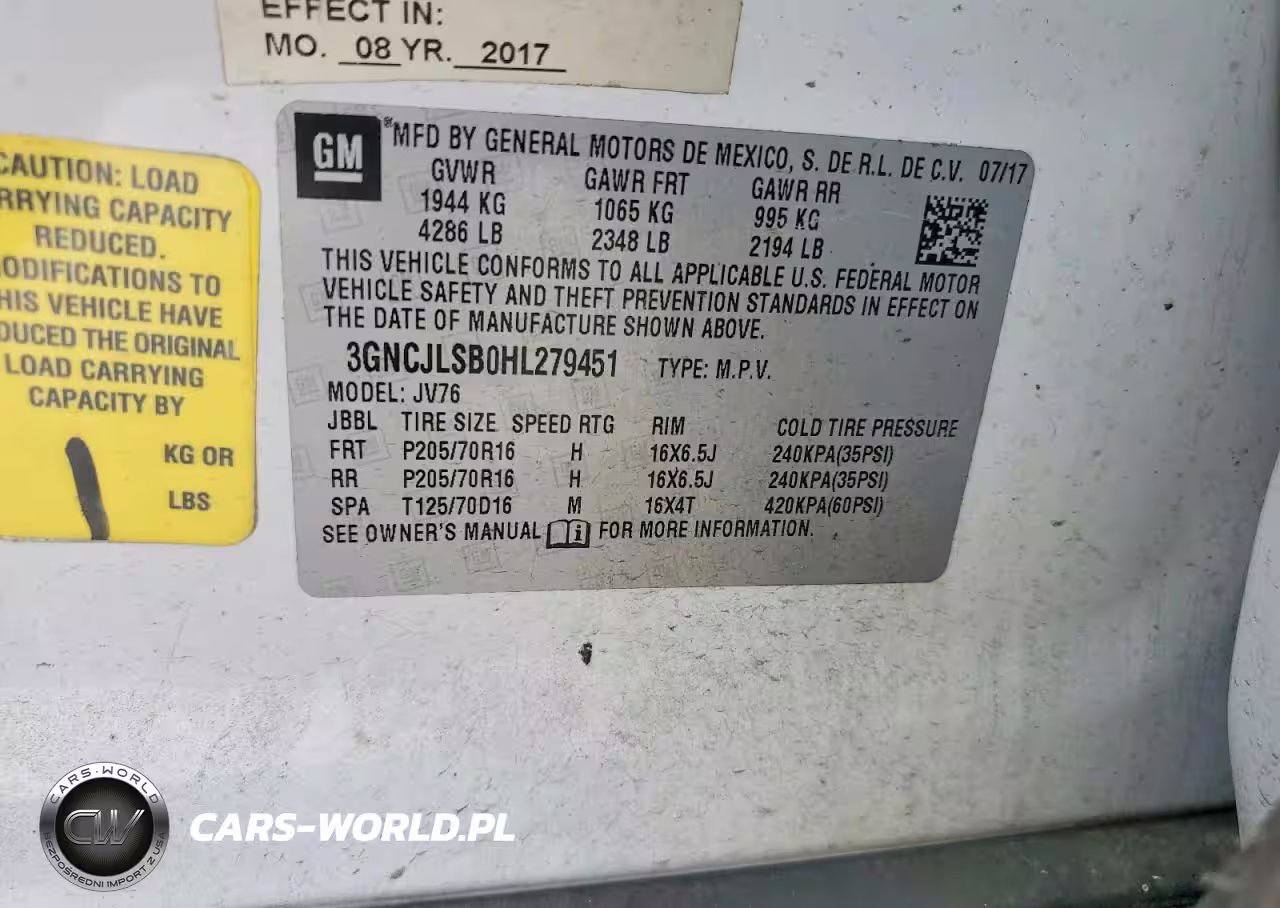 EFFECT IN:
MO. 08 YR. 2017
CAUTION: LOAD
RRYING CAPACITY
REDUCED.
ODIFICATIONS TO
HIS VEHICLE HAVE
DUCED THE ORIGINAL
LOAD CARRYING
CAPACITY BY
KG OR
LBS
GM
® MFD BY GENERAL MOTORS DE MEXICO, S. DE R.L. DE C.V. 07/17
GVWR GAWR FRT GAWR RR
1944 KG 1065 KG 995 KG
4286 LB 2348 LB 2194 LB
THIS VEHICLE CONFORMS TO ALL APPLICABLE U.S. FEDERAL MOTOR
VEHICLE SAFETY AND THEFT PREVENTION STANDARDS IN EFFECT ON
THE DATE OF MANUFACTURE SHOWN ABOVE.
3GNCJLSB0HL279451 TYPE: M.P.V.
MODEL: JV76
JBBL TIRE SIZE SPEED RTG RIM COLD TIRE PRESSURE
FRT P205/70R16 H 16X6.5J 240KPA(35PSI)
RR P205/70R16 H 16X6.5J 240KPA(35PSI)
SPA T125/70D16 M 16X4T 420KPA(60PSI)
SEE OWNER'S MANUAL FOR MORE INFORMATION.
CARS-WORLD
CW
BEZPOŚREDNI IMPORT Z USA
CARS-WORLD.PL